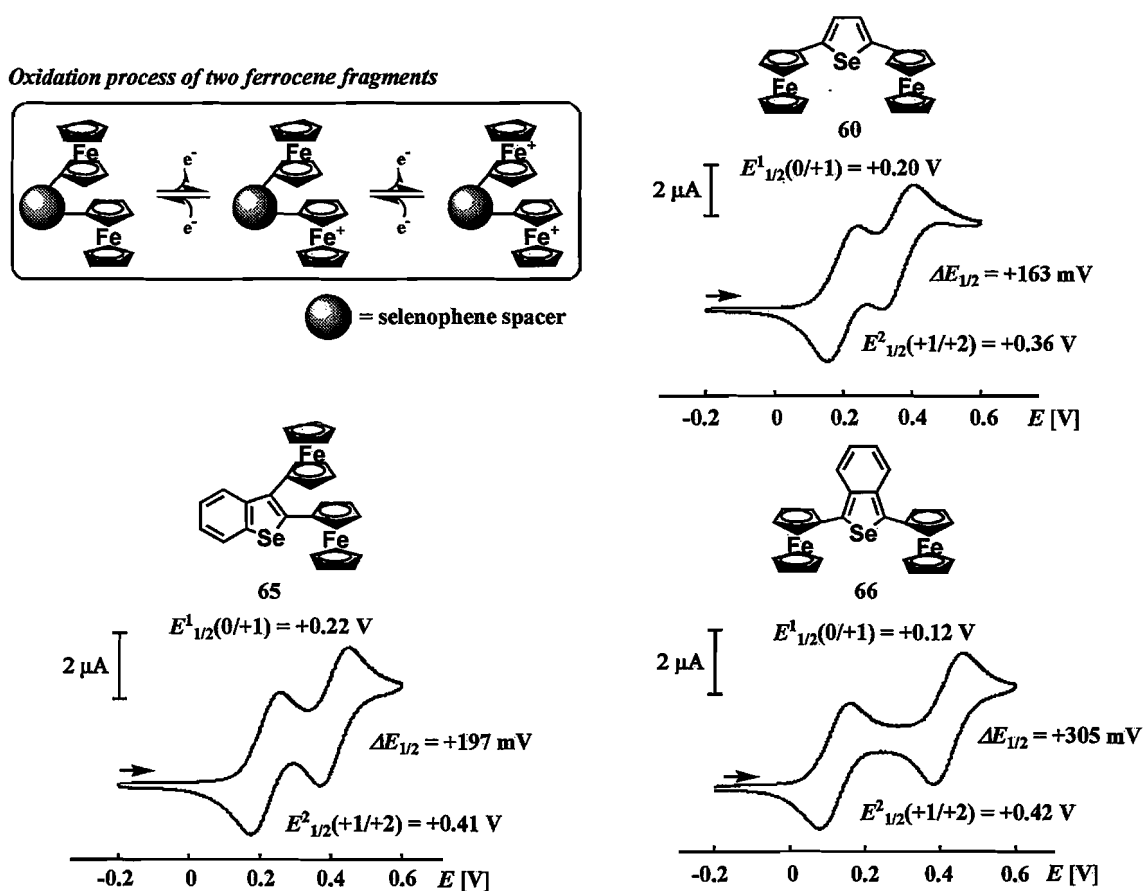 Oxidation process of two ferrocene fragments
Fe
Fe
e-
e-
Fe
Fe+
e-
e-
Fe+
Fe+
= selenophene spacer
Se
Fe
Fe
60
2 μA
E1 1/2(0/+1) = +0.20 V
ΔE1/2 = +163 mV
E2 1/2(+1/+2) = +0.36 V
-0.2 0 0.2 0.4 0.6 E [V]
Fe
Se
Fe
65
E1 1/2(0/+1) = +0.22 V
2 μA
ΔE1/2 = +197 mV
E2 1/2(+1/+2) = +0.41 V
-0.2 0 0.2 0.4 0.6 E [V]
Se
Fe
Fe
66
E1 1/2(0/+1) = +0.12 V
2 μA
ΔE1/2 = +305 mV
E2 1/2(+1/+2) = +0.42 V
-0.2 0 0.2 0.4 0.6 E [V]